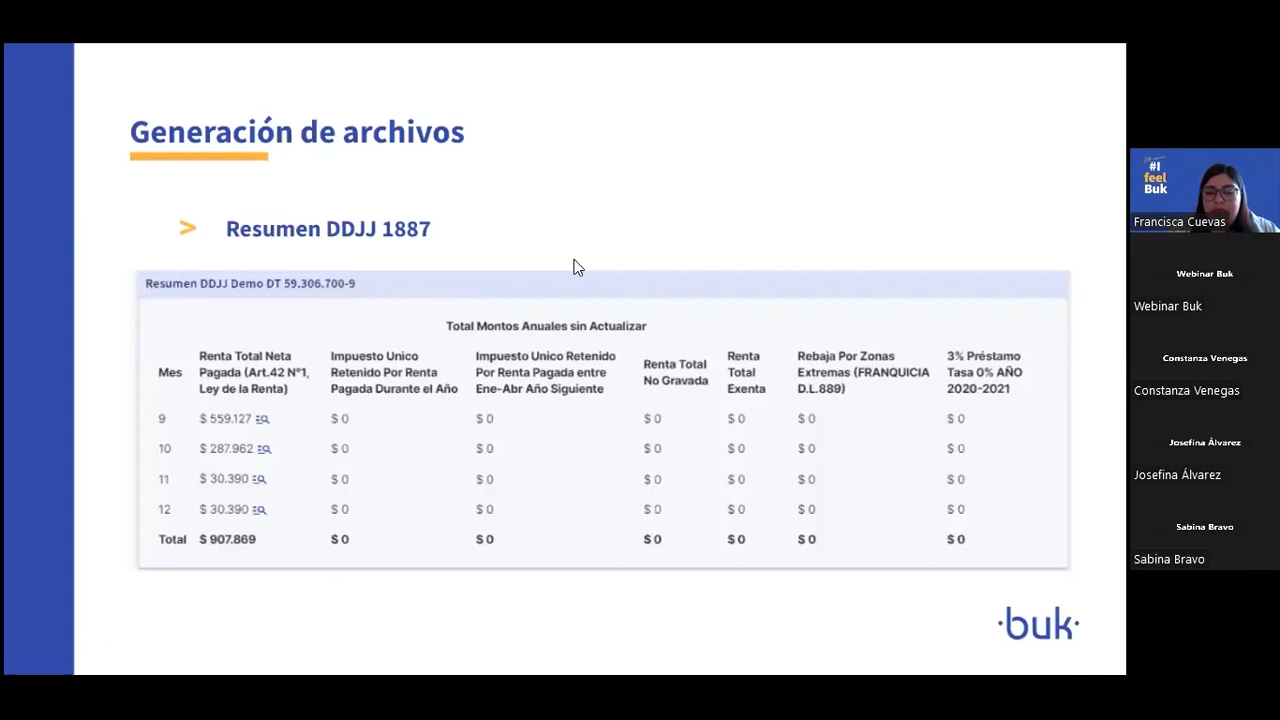 Generación de archivos
> Resumen DDJJ 1887
Resumen DDJJ Demo DT 59.306.700-9
Total Montos Anuales sin Actualizar
Mes
Renta Total Neta
Pagada (Art.42 N°1,
Ley de la Renta)
Impuesto Unico
Retenido Por Renta
Pagada Durante el Año
Impuesto Unico Retenido
Por Renta Pagada entre
Ene-Abr Año Siguiente
Renta Total
No Gravada
Renta
Total
Exenta
Rebaja Por Zonas
Extremas (FRANQUICIA
D.L.889)
3% Préstamo
Tasa 0% AÑO
2020-2021
9 $ 559.127 $ 0 $ 0 $ 0 $ 0 $ 0 $ 0
10 $ 287.962 $ 0 $ 0 $ 0 $ 0 $ 0 $ 0
11 $ 30.390 $ 0 $ 0 $ 0 $ 0 $ 0 $ 0
12 $ 30.390 $ 0 $ 0 $ 0 $ 0 $ 0 $ 0
Total $ 907.869 $ 0 $ 0 $ 0 $ 0 $ 0 $ 0
·buk·
#I
feel
Buk
Francisca Cuevas
Webinar Buk
Webinar Buk
Constanza Venegas
Constanza Venegas
Josefina Álvarez
Josefina Álvarez
Sabina Bravo
Sabina Bravo